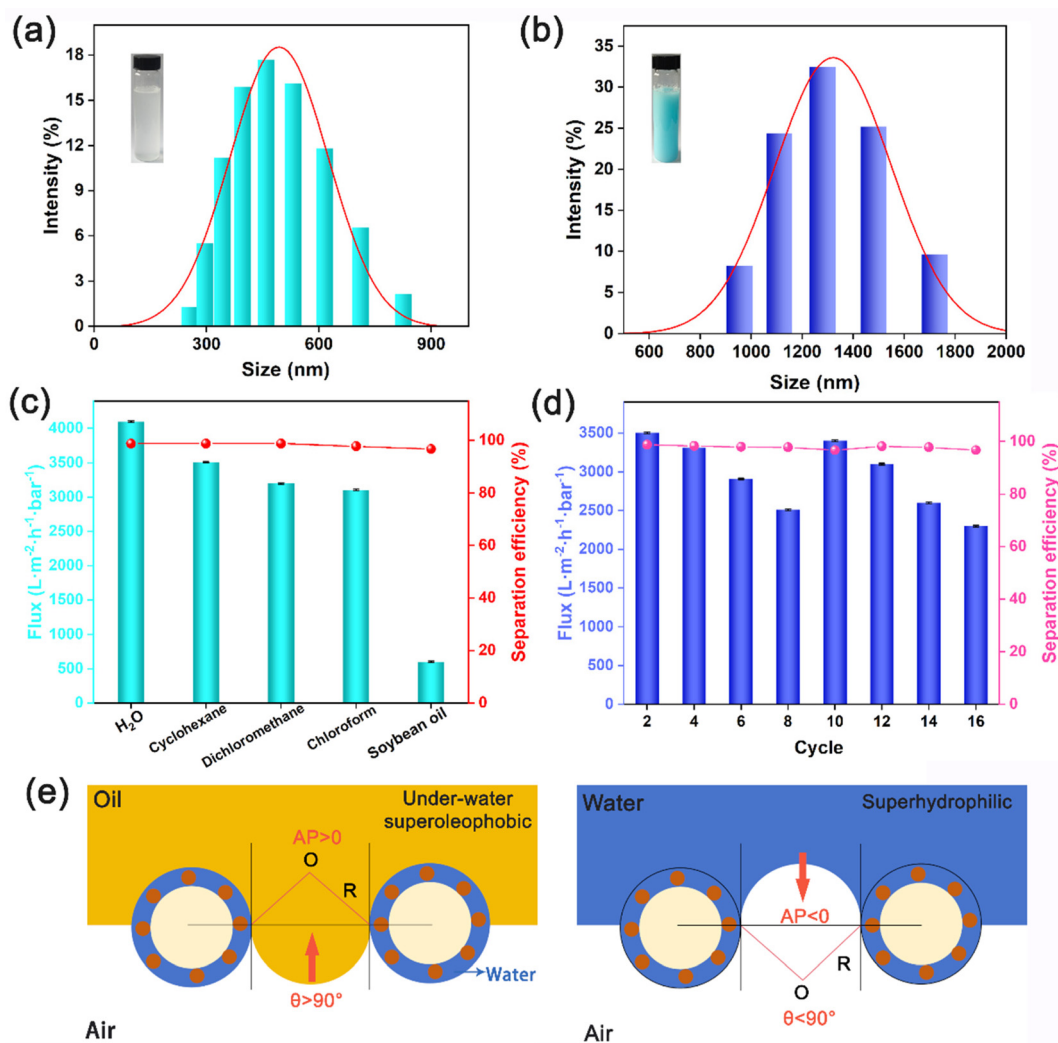 (a)
18
15
12
9
6
3
0
Intensity (%)
0 300 600 900
Size (nm)
(b)
35
30
25
20
15
10
5
0
Intensity (%)
600 800 1000 1200 1400 1600 1800 2000
Size (nm)
(c)
4000
3500
3000
2500
2000
1500
1000
500
0
Flux (L·m⁻²·h⁻¹·bar⁻¹)
100
80
60
40
20
0
Separation efficiency (%)
H₂O
Cyclohexane
Dichloromethane
Chloroform
Soybean oil
(d)
3500
3000
2500
2000
1500
1000
500
0
Flux (L·m⁻²·h⁻¹·bar⁻¹)
100
80
60
40
20
0
Separation efficiency (%)
2 4 6 8 10 12 14 16
Cycle
(e)
Oil
Under-water
superoleophobic
AP>0
O
R
Water
θ>90°
Air
Water
Superhydrophilic
AP<0
R
O
θ<90°
Air